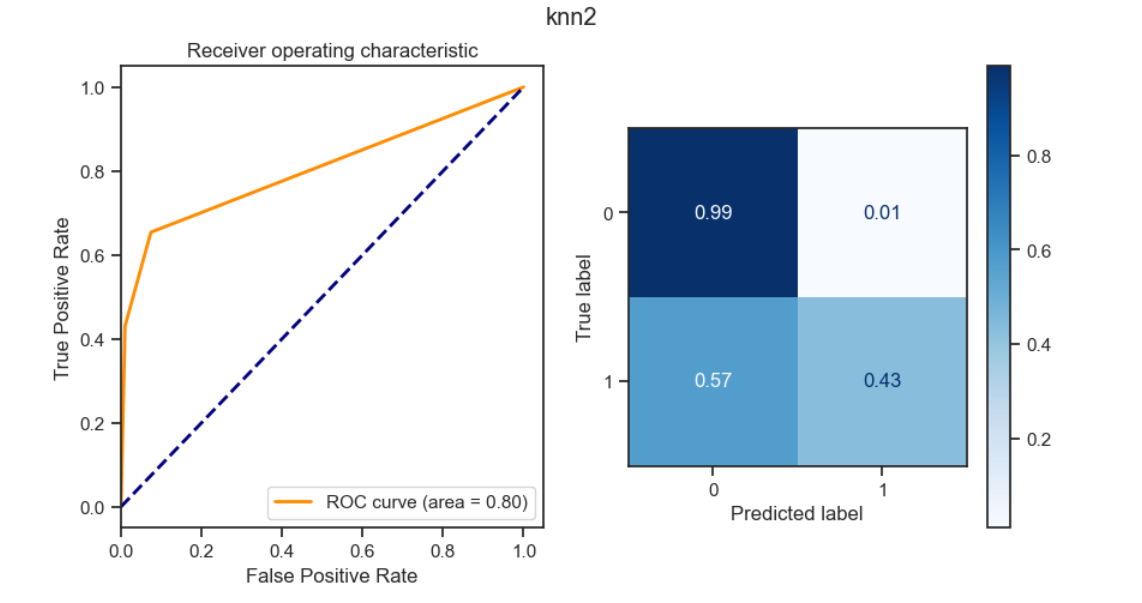 knn2
Receiver operating characteristic
True Positive Rate
1.0
0.8
0.6
0.4
0.2
0.0
ROC curve (area = 0.80)
0.0 0.2 0.4 0.6 0.8 1.0
False Positive Rate
True label
0
0.99 0.01
1
0.57 0.43
0 1
Predicted label
0.8
0.6
0.4
0.2